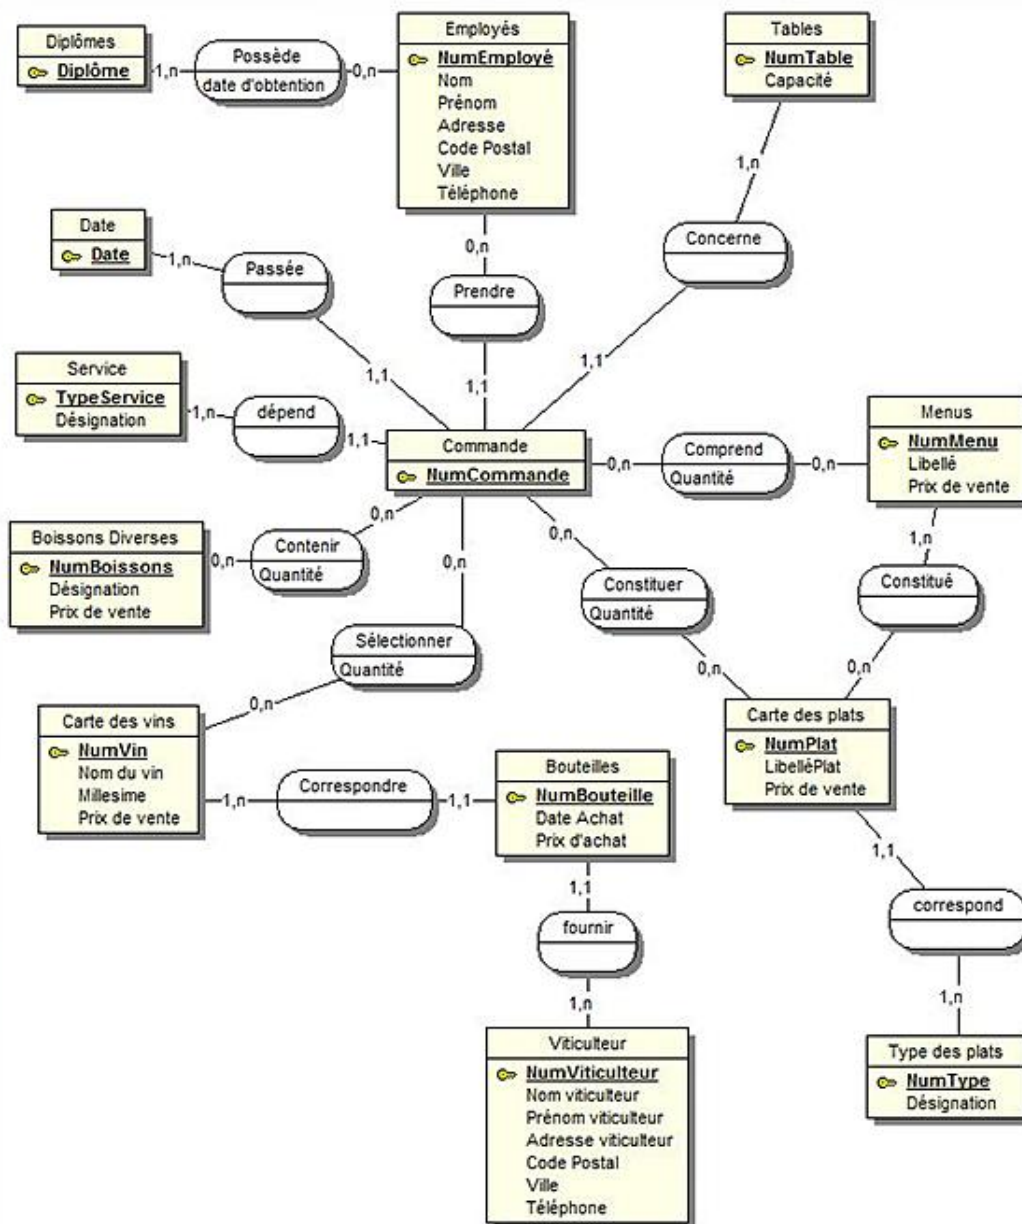 Diplômes
Diplôme
1,n
Possède
date d'obtention
0,n
Employés
NumEmployé
Nom
Prénom
Adresse
Code Postal
Ville
Téléphone
Tables
NumTable
Capacité
1,n
Concerne
1,1
Date
Date
1,n
Passée
1,1
0,n
Prendre
1,1
Service
TypeService
Désignation
1,n
dépend
1,1
Commande
NumCommande
0,n
Comprend
Quantité
0,n
Menus
NumMenu
Libellé
Prix de vente
Boissons Diverses
NumBoissons
Désignation
Prix de vente
0,n
Contenir
Quantité
0,n
0,n
Sélectionner
Quantité
0,n
0,n
Constituer
Quantité
0,n
1,n
Constitué
0,n
Carte des vins
NumVin
Nom du vin
Millesime
Prix de vente
1,n
Correspondre
1,1
Bouteilles
NumBouteille
Date Achat
Prix d'achat
Carte des plats
NumPlat
LibelléPlat
Prix de vente
1,1
fournir
1,n
1,1
correspond
1,n
Viticulteur
NumViticulteur
Nom viticulteur
Prénom viticulteur
Adresse viticulteur
Code Postal
Ville
Téléphone
Type des plats
NumType
Désignation